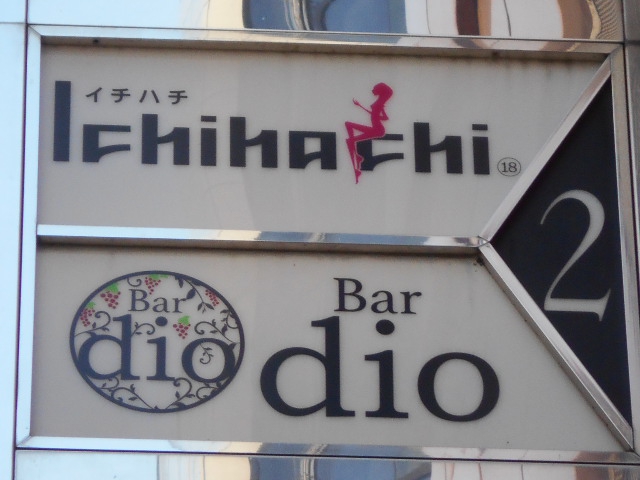 イチハチ
Ichihachi
18
2
Bar
dio
Bar
dio